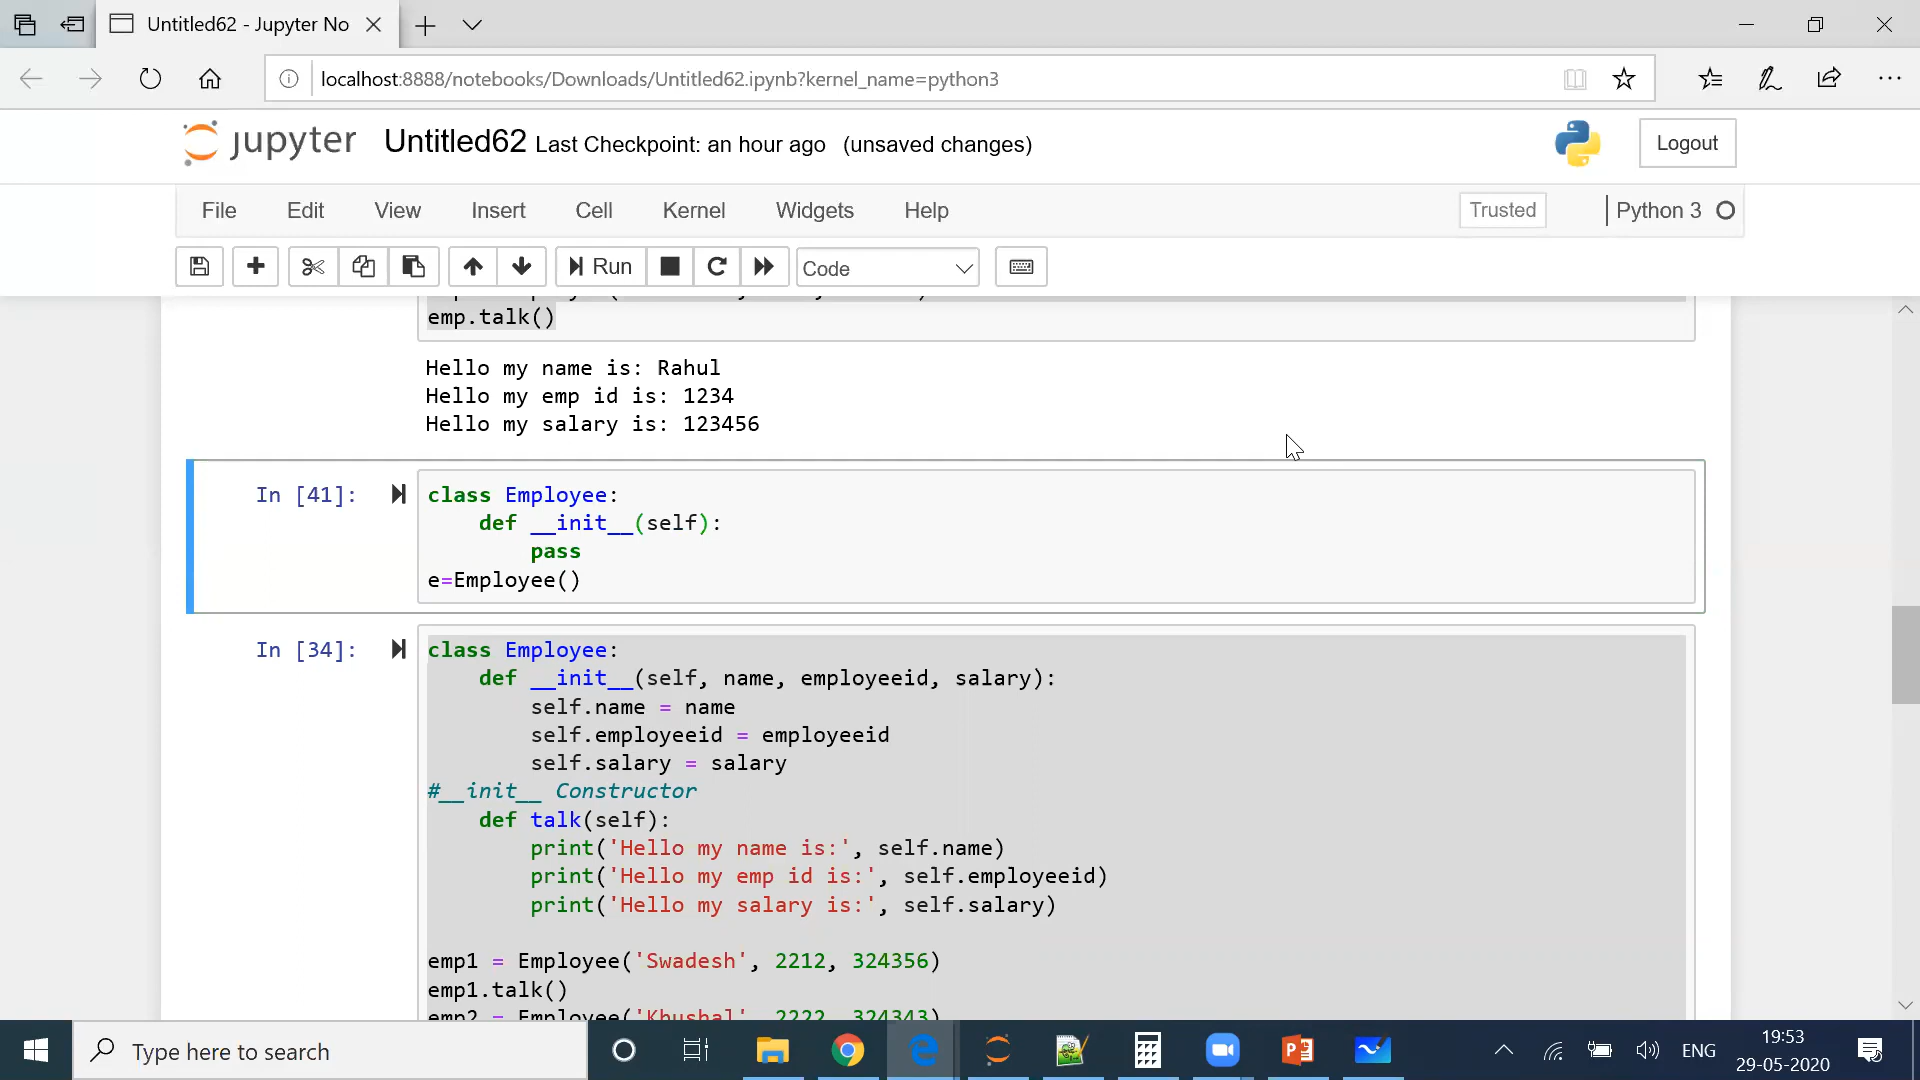 Untitled62 - Jupyter No
localhost:8888/notebooks/Downloads/Untitled62.ipynb?kernel_name=python3
jupyter Untitled62 Last Checkpoint: an hour ago (unsaved changes)
Logout
File Edit View Insert Cell Kernel Widgets Help
Trusted
Python 3
Run
Code
emp.talk()
Hello my name is: Rahul
Hello my emp id is: 1234
Hello my salary is: 123456
In [41]:
class Employee:
    def __init__(self):
        pass
e=Employee()
In [34]:
class Employee:
    def __init__(self, name, employeeid, salary):
        self.name = name
        self.employeeid = employeeid
        self.salary = salary
#__init__ Constructor
    def talk(self):
        print('Hello my name is:', self.name)
        print('Hello my emp id is:', self.employeeid)
        print('Hello my salary is:', self.salary)
emp1 = Employee('Swadesh', 2212, 324356)
emp1.talk()
emp2 = Employee('Khushal', 2222, 324343)
Type here to search
ENG
19:53
29-05-2020